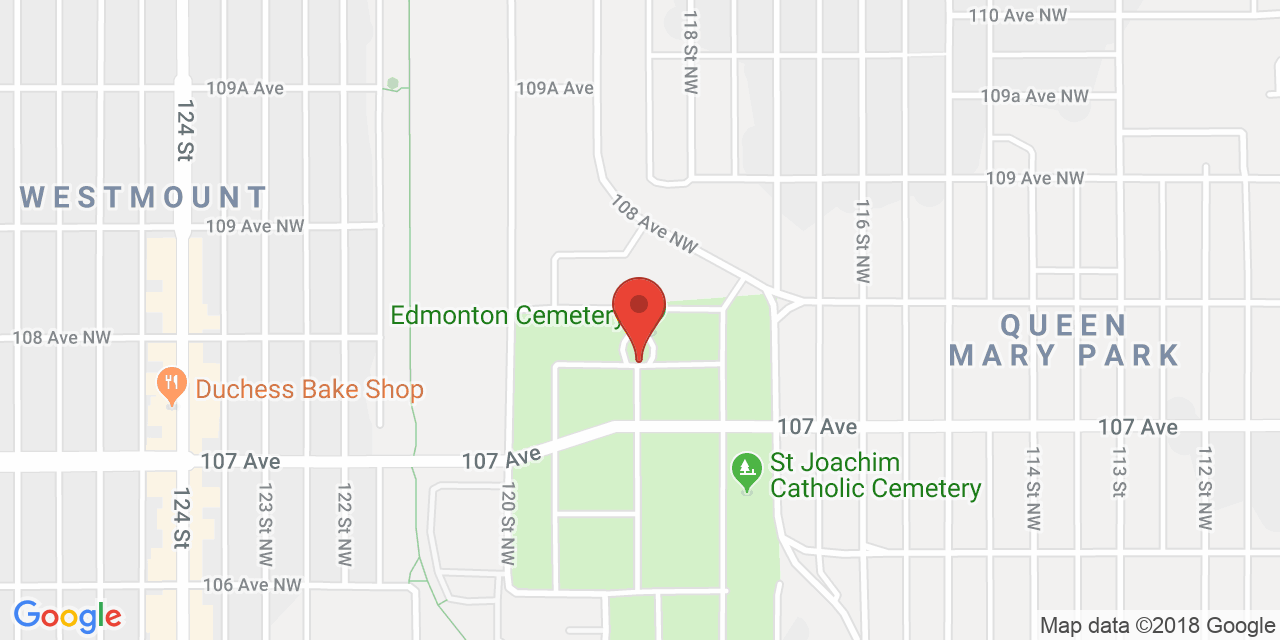 110 Ave NW
118 St NW
109A Ave
109A Ave
109a Ave NW
124 St
WESTMOUNT
109 Ave NW
109 Ave NW
108 Ave NW
116 St NW
Edmonton Cemetery
QUEEN
MARY PARK
108 Ave NW
Duchess Bake Shop
107 Ave
107 Ave
107 Ave
107 Ave
St Joachim
Catholic Cemetery
124 St
123 St NW
122 St NW
120 St NW
114 St NW
113 St
112 St NW
106 Ave NW
Google
Map data ©2018 Google